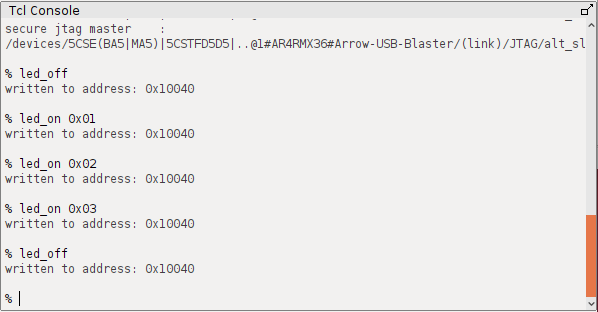 Tcl Console
secure jtag master    :
/devices/5CSE(BA5|MA5)|5CSTFD5D5|..@1#AR4RMX36#Arrow-USB-Blaster/(link)/JTAG/alt_sl
% led_off
written to address: 0x10040
% led_on 0x01
written to address: 0x10040
% led_on 0x02
written to address: 0x10040
% led_on 0x03
written to address: 0x10040
% led_off
written to address: 0x10040
%